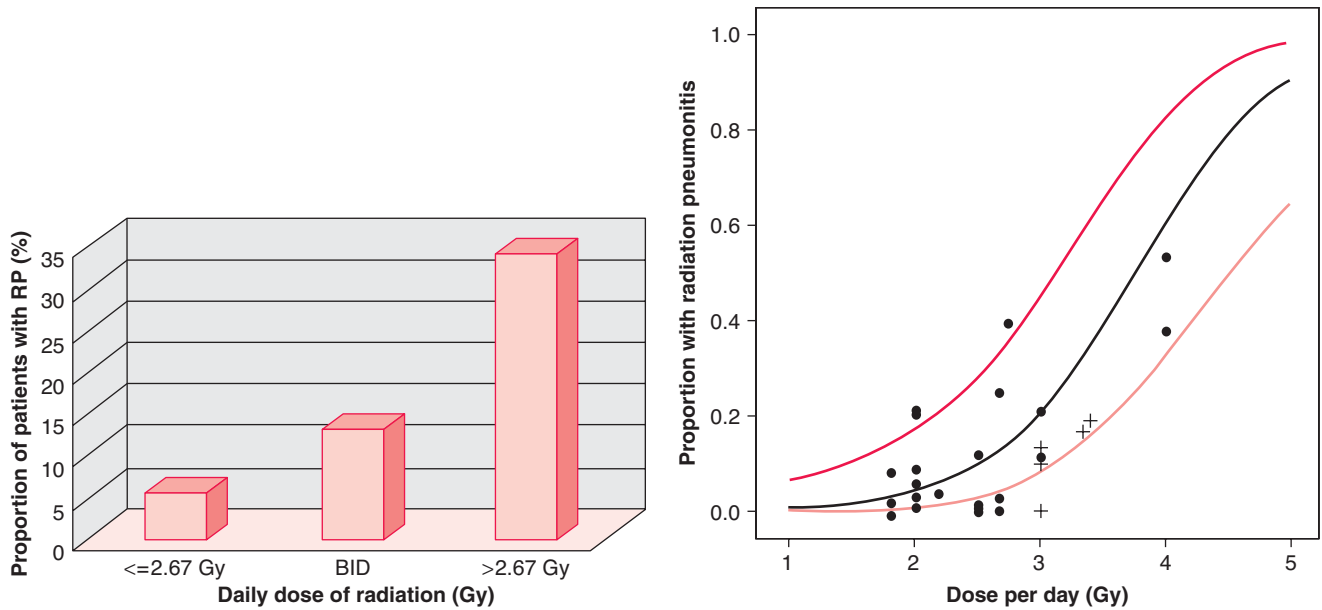 Proportion of patients with RP (%)
35
30
25
20
15
10
5
0
<=2.67 Gy BID >2.67 Gy
Daily dose of radiation (Gy)
Proportion with radiation pneumonitis
1.0
0.8
0.6
0.4
0.2
0.0
1 2 3 4 5
Dose per day (Gy)